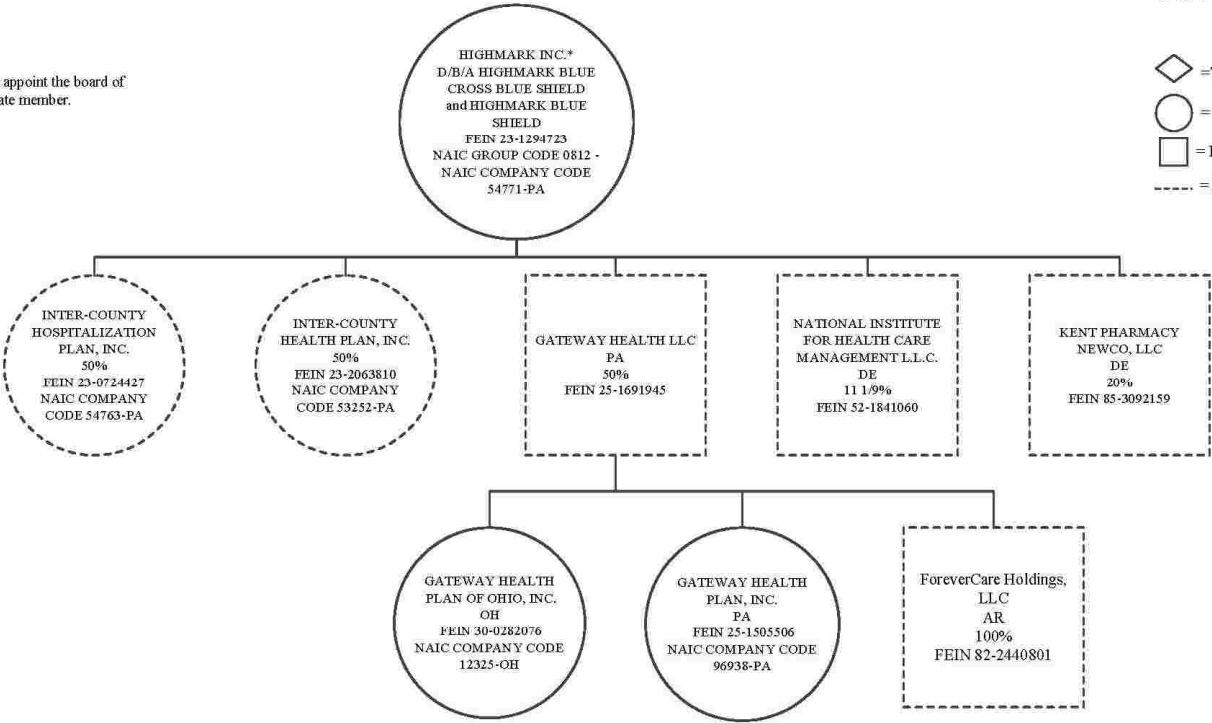 appoint the board of
ate member.
HIGHMARK INC.*
D/B/A HIGHMARK BLUE
CROSS BLUE SHIELD
and HIGHMARK BLUE
SHIELD
FEIN 23-1294723
NAIC GROUP CODE 0812 -
NAIC COMPANY CODE
54771-PA
=
=
=
=
INTER-COUNTY
HOSPITALIZATION
PLAN, INC.
50%
FEIN 23-0724427
NAIC COMPANY
CODE 54763-PA
INTER-COUNTY
HEALTH PLAN, INC.
50%
FEIN 23-2063810
NAIC COMPANY
CODE 53252-PA
GATEWAY HEALTH LLC
PA
50%
FEIN 25-1691945
NATIONAL INSTITUTE
FOR HEALTH CARE
MANAGEMENT L.L.C.
DE
11 1/9%
FEIN 52-1841060
KENT PHARMACY
NEWCO, LLC
DE
20%
FEIN 85-3092159
GATEWAY HEALTH
PLAN OF OHIO, INC.
OH
FEIN 30-0282076
NAIC COMPANY CODE
12325-OH
GATEWAY HEALTH
PLAN, INC.
PA
FEIN 25-1505506
NAIC COMPANY CODE
96938-PA
ForeverCare Holdings,
LLC
AR
100%
FEIN 82-2440801